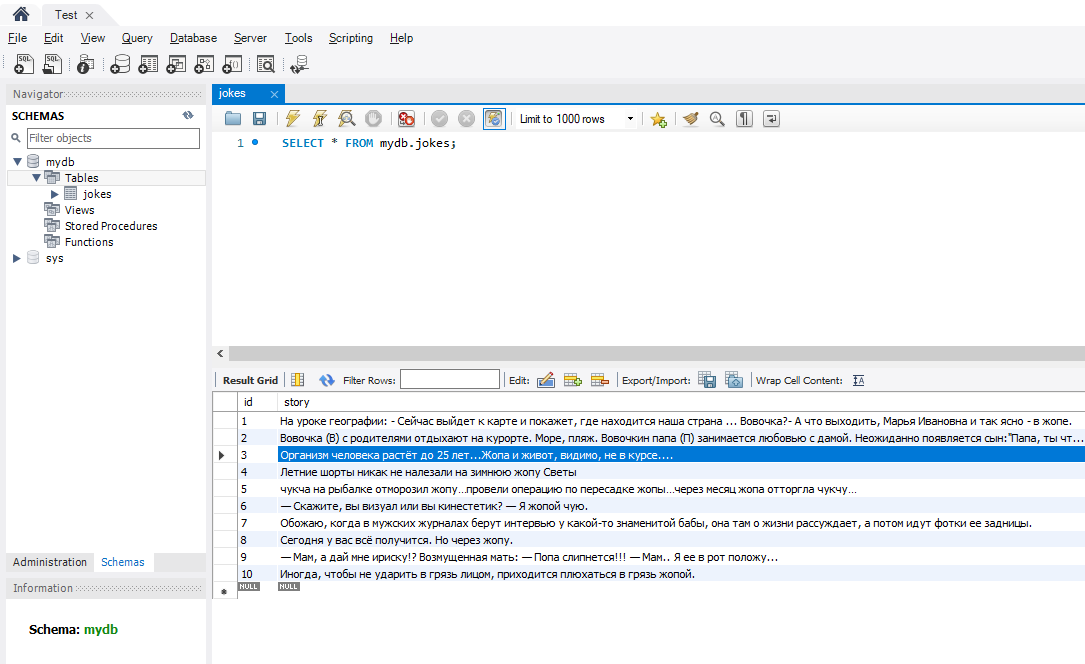 Test
File Edit View Query Database Server Tools Scripting Help
Navigator
SCHEMAS
Filter objects
mydb
Tables
jokes
Views
Stored Procedures
Functions
sys
Administration Schemas
Information
Schema: mydb
jokes
Limit to 1000 rows
1 SELECT * FROM mydb.jokes;
Result Grid Filter Rows: Edit: Export/Import: Wrap Cell Content:
id story
1 На уроке географии: - Сейчас выйдет к карте и покажет, где находится наша страна ... Вовочка?- А что выходить, Марья Ивановна и так ясно - в жопе.
2 Вовочка (В) с родителями отдыхают на курорте. Море, пляж. Вовочкин папа (П) занимается любовью с дамой. Неожиданно появляется сын:"Папа, ты чт...
3 Организм человека растёт до 25 лет...Жопа и живот, видимо, не в курсе....
4 Летние шорты никак не налезали на зимнюю жопу Светы
5 чукча на рыбалке отморозил жопу...провели операцию по пересадке жопы...через месяц жопа отторгла чукчу...
6 — Скажите, вы визуал или вы кинестетик? — Я жопой чую.
7 Обожаю, когда в мужских журналах берут интервью у какой-то знаменитой бабы, она там о жизни рассуждает, а потом идут фотки ее задницы.
8 Сегодня у вас всё получится. Но через жопу.
9 — Мам, а дай мне ириску!? Возмущенная мать: — Попа слипнется!!! — Мам.. Я ее в рот положу...
10 Иногда, чтобы не ударить в грязь лицом, приходится плюхаться в грязь жопой.
NULL NULL